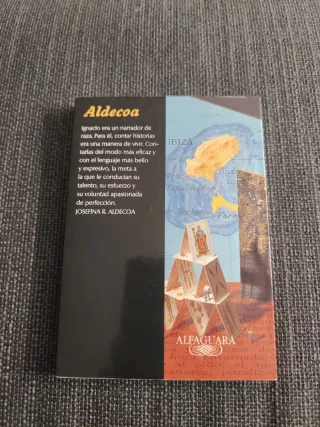 Aldecoa
Ignacio era un narrador de
raza. Para él, contar historias
era una manera de vivir. Con-
tarlas del modo más eficaz y
con el lenguaje más bello
y expresivo, la meta a
la que le conducían su
talento, su esfuerzo y
su voluntad apasionada
de perfección.
JOSEFINA R. ALDECOA
IBIZA
ALFAGUARA